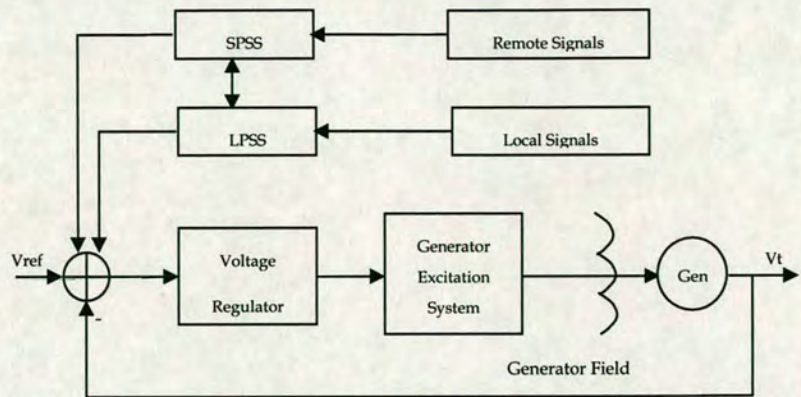 SPSS
Remote Signals
LPSS
Local Signals
Vref
Voltage
Regulator
Generator
Excitation
System
Gen
Vt
-
Generator Field